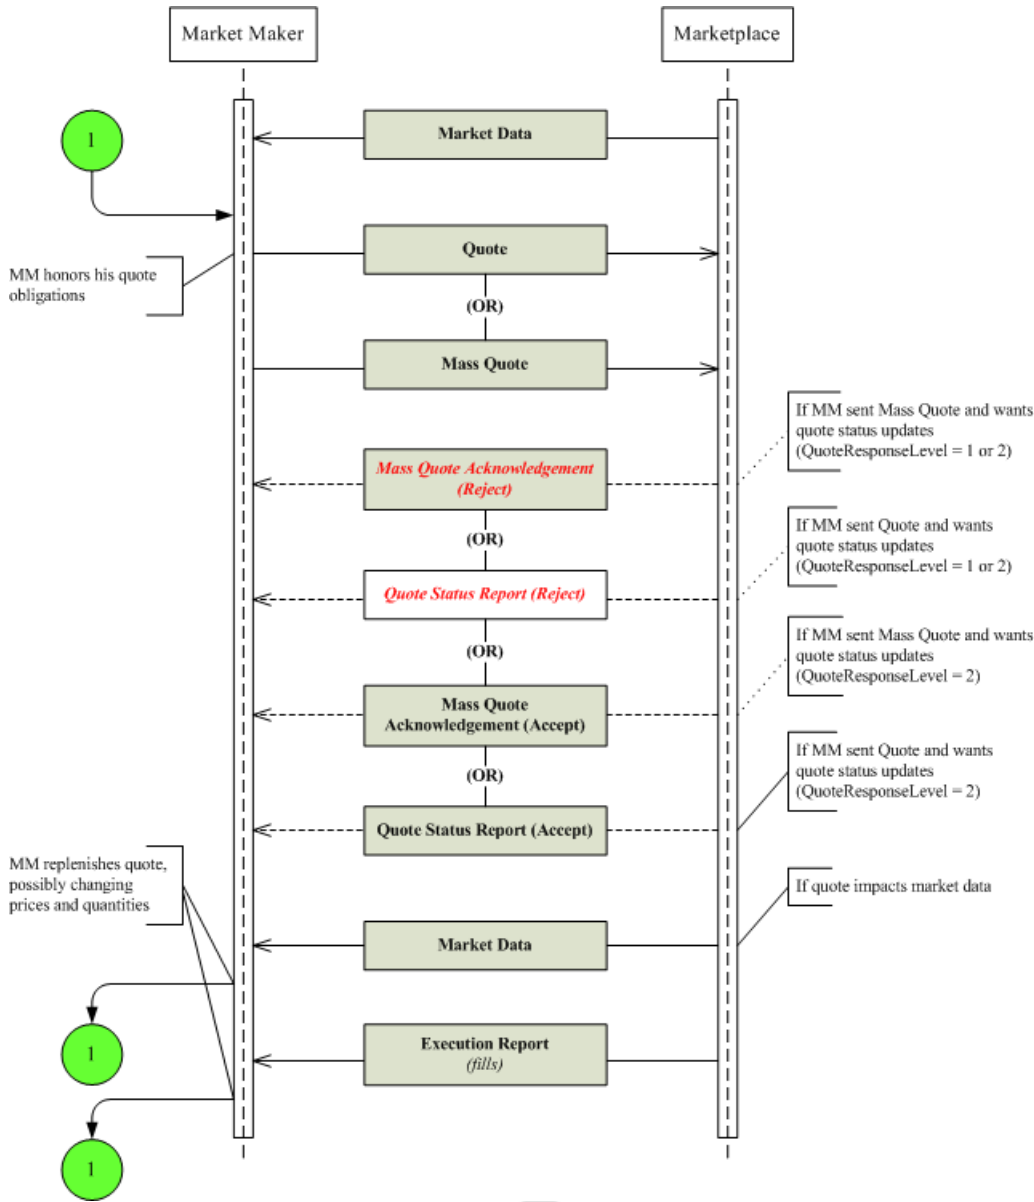 Market Maker
Marketplace
1
Market Data
Quote
MM honors his quote
obligations
(OR)
Mass Quote
If MM sent Mass Quote and wants
quote status updates
(QuoteResponseLevel = 1 or 2)
Mass Quote Acknowledgement
(Reject)
(OR)
If MM sent Quote and wants
quote status updates
(QuoteResponseLevel = 1 or 2)
Quote Status Report (Reject)
(OR)
If MM sent Mass Quote and wants
quote status updates
(QuoteResponseLevel = 2)
Mass Quote
Acknowledgement (Accept)
(OR)
If MM sent Quote and wants
quote status updates
(QuoteResponseLevel = 2)
Quote Status Report (Accept)
MM replenishes quote,
possibly changing
prices and quantities
If quote impacts market data
Market Data
1
Execution Report
(fills)
1